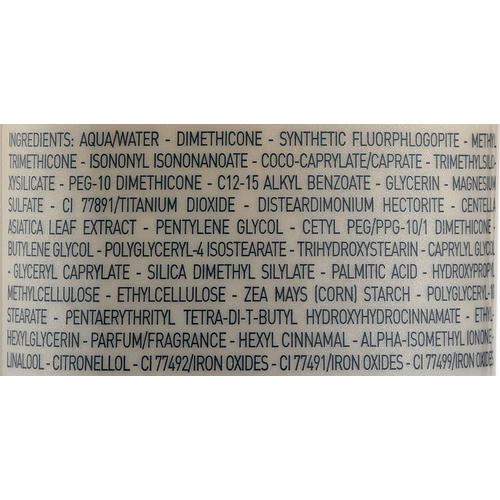 INGREDIENTS: AQUA/WATER - DIMETHICONE - SYNTHETIC FLUORPHLOGOPITE - METHYL
TRIMETHICONE - ISONONYL ISONONANOATE - COCO-CAPRYLATE/CAPRATE - TRIMETHYLSILO-
XYSILICATE - PEG-10 DIMETHICONE - C12-15 ALKYL BENZOATE - GLYCERIN - MAGNESIUM
SULFATE - CI 77891/TITANIUM DIOXIDE - DISTEARDIMONIUM HECTORITE - CENTELLA
ASIATICA LEAF EXTRACT - PENTYLENE GLYCOL - CETYL PEG/PPG-10/1 DIMETHICONE -
BUTYLENE GLYCOL - POLYGLYCERYL-4 ISOSTEARATE - TRIHYDROXYSTEARIN - CAPRYLYL GLYCOL
- GLYCERYL CAPRYLATE - SILICA DIMETHYL SILYLATE - PALMITIC ACID - HYDROXYPROPYL
METHYLCELLULOSE - ETHYLCELLULOSE - ZEA MAYS (CORN) STARCH - POLYGLYCERYL-10
STEARATE - PENTAERYTHRITYL TETRA-DI-T-BUTYL HYDROXYHYDROCINNAMATE - ETHYL-
HEXYLGLYCERIN - PARFUM/FRAGRANCE - HEXYL CINNAMAL - ALPHA-ISOMETHYL IONONE-
LINALOOL - CITRONELLOL - CI 77492/IRON OXIDES - CI 77491/IRON OXIDES - CI 77499/IRON OXIDES